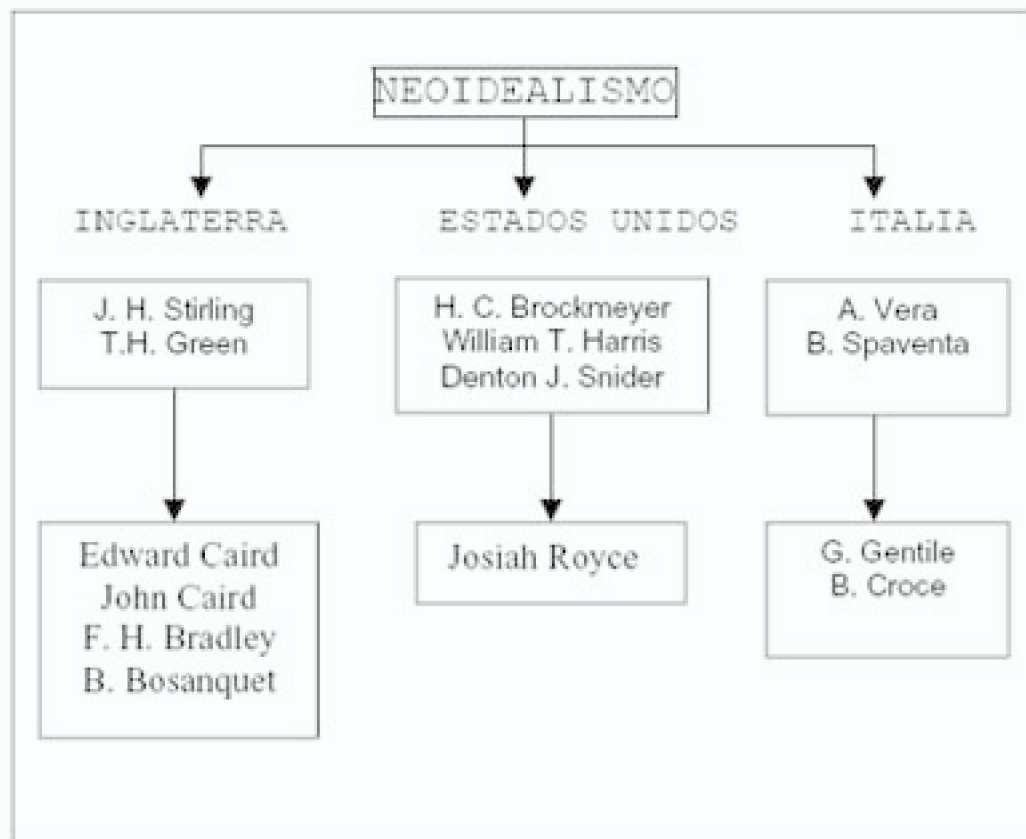 NEOIDEALISMO
INGLATERRA
ESTADOS UNIDOS
ITALIA
J. H. Stirling
T.H. Green
H. C. Brockmeyer
William T. Harris
Denton J. Snider
A. Vera
B. Spaventa
Edward Caird
John Caird
F. H. Bradley
B. Bosanquet
Josiah Royce
G. Gentile
B. Croce